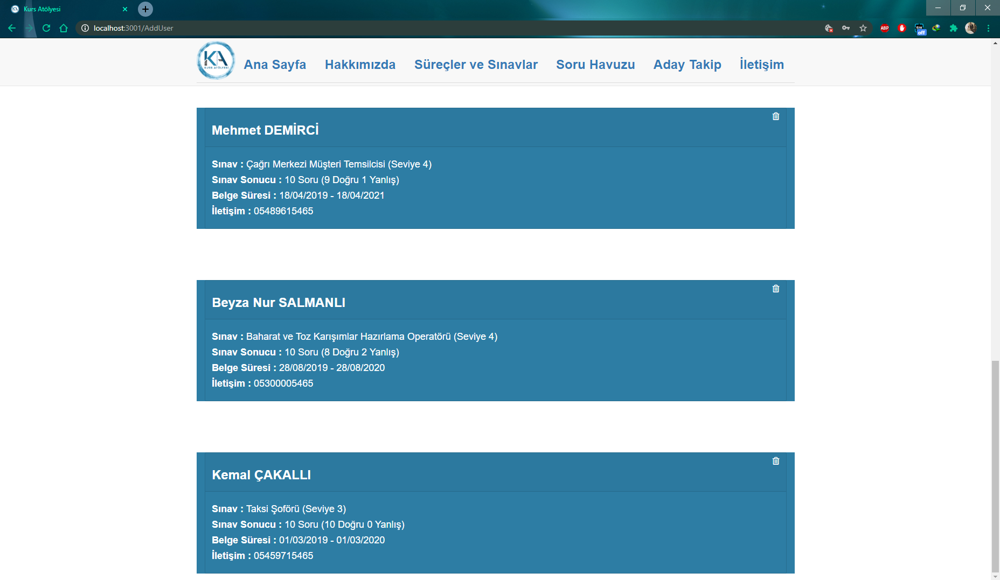 Kurs Atölyesi
localhost:3001/AddUser
ABP
off
KA
KURS ATÖLYESİ
Ana Sayfa Hakkımızda Süreçler ve Sınavlar Soru Havuzu Aday Takip İletişim
Mehmet DEMİRCİ
Sınav : Çağrı Merkezi Müşteri Temsilcisi (Seviye 4)
Sınav Sonucu : 10 Soru (9 Doğru 1 Yanlış)
Belge Süresi : 18/04/2019 - 18/04/2021
İletişim : 05489615465
Beyza Nur SALMANLI
Sınav : Baharat ve Toz Karışımlar Hazırlama Operatörü (Seviye 4)
Sınav Sonucu : 10 Soru (8 Doğru 2 Yanlış)
Belge Süresi : 28/08/2019 - 28/08/2020
İletişim : 05300005465
Kemal ÇAKALLI
Sınav : Taksi Şoförü (Seviye 3)
Sınav Sonucu : 10 Soru (10 Doğru 0 Yanlış)
Belge Süresi : 01/03/2019 - 01/03/2020
İletişim : 05459715465